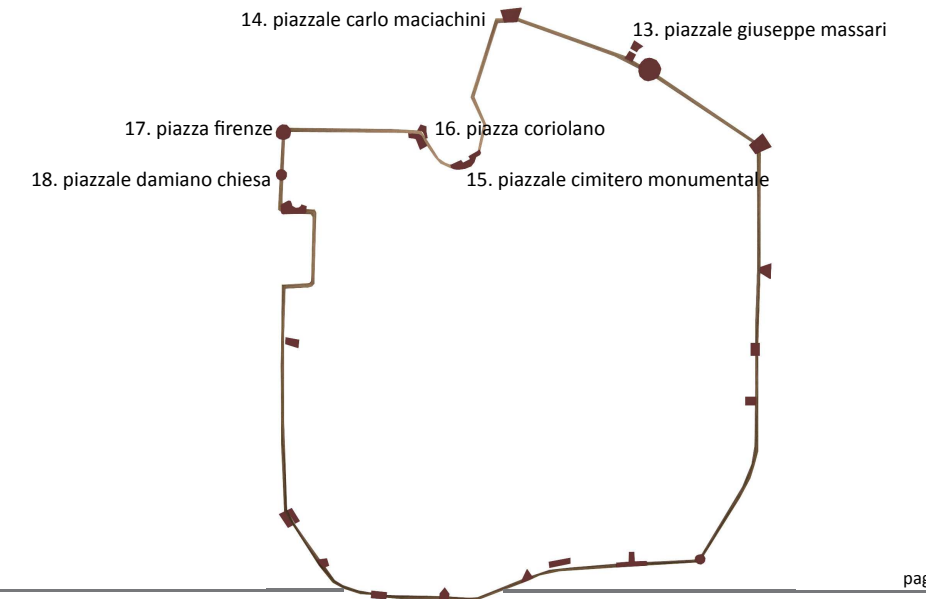 14. piazzale carlo maciachini
13. piazzale giuseppe massari
17. piazza firenze
16. piazza coriolano
18. piazzale damiano chiesa
15. piazzale cimitero monumentale
pag